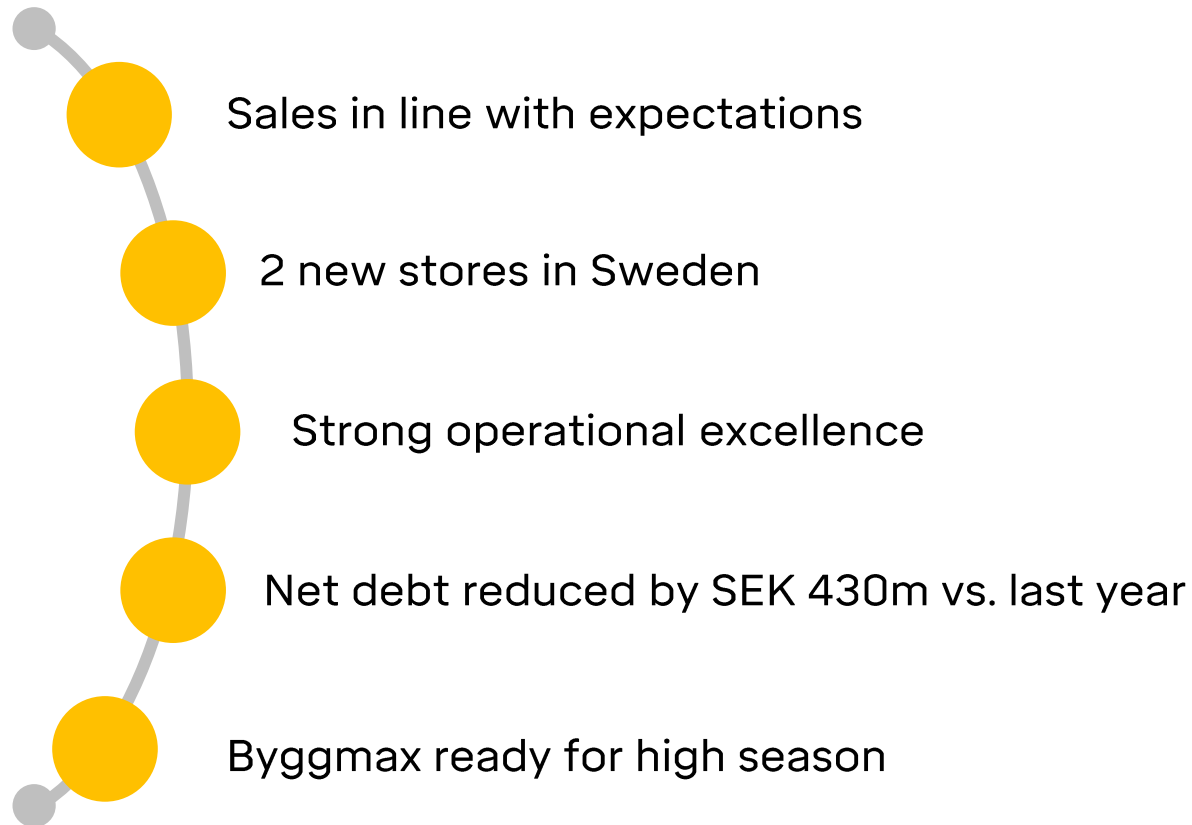 Sales in line with expectations
2 new stores in Sweden
Strong operational excellence
Net debt reduced by SEK 430m vs. last year
Byggmax ready for high season